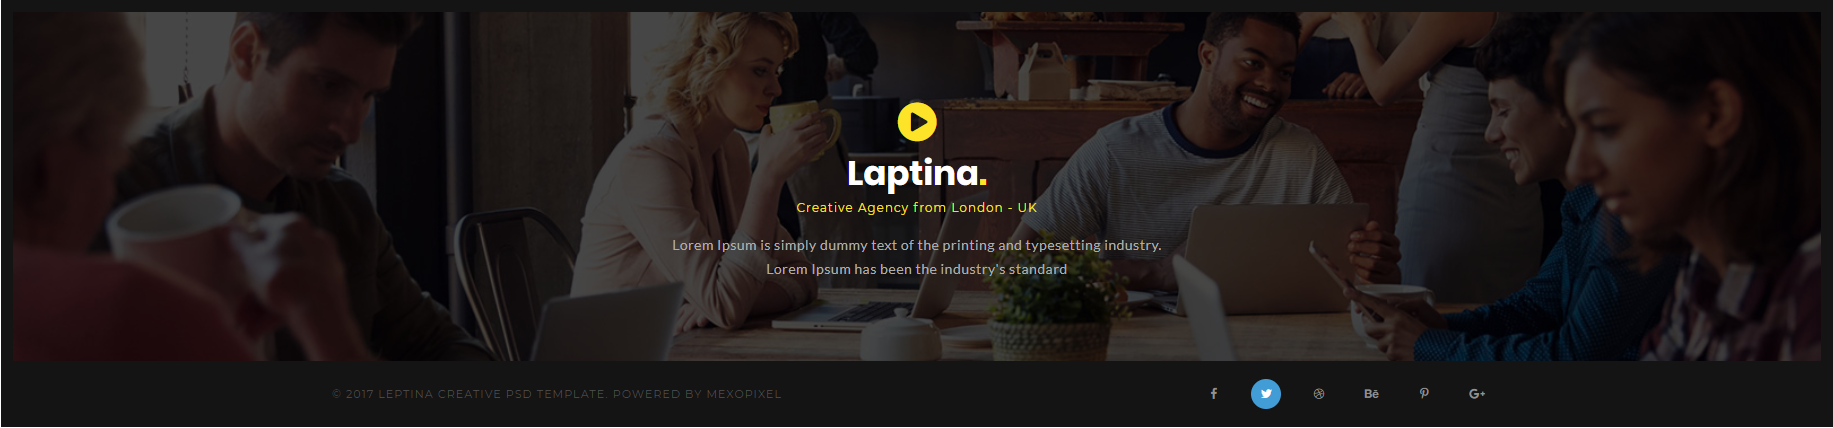 Laptina.
Creative Agency from London - UK
Lorem Ipsum is simply dummy text of the printing and typesetting industry.
Lorem Ipsum has been the industry's standard
© 2017 LEPTINA CREATIVE PSD TEMPLATE. POWERED BY MEXOPIXEL
f Bē G+